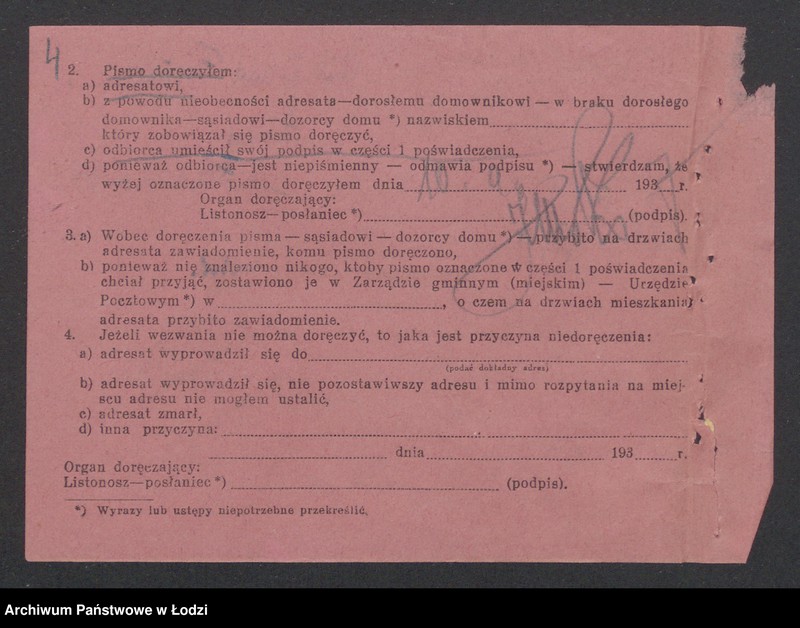 4
2. Pismo doręczyłem:
a) adresatowi,
b) z powodu nieobecności adresata—dorosłemu domownikowi — w braku dorosłego
domownika—sąsiadowi—dozorcy domu *) nazwiskiem
który zobowiązał się pismo doręczyć,
c) odbiorca umieścił swój podpis w części 1 poświadczenia,
d) ponieważ odbiorca—jest niepiśmienny — odmawia podpisu *) — stwierdzam, że
wyżej oznaczone pismo doręczyłem dnia 193 r.
Organ doręczający:
Listonosz—posłaniec *) (podpis).
3. a) Wobec doręczenia pisma — sąsiadowi — dozorcy domu *) — przybito na drzwiach
adresata zawiadomienie, komu pismo doręczono,
b) ponieważ nie znaleziono nikogo, ktoby pismo oznaczone w części 1 poświadczenia
chciał przyjąć, zostawiono je w Zarządzie gminnym (miejskim) — Urzędzie
Pocztowym *) w , o czem na drzwiach mieszkania
adresata przybito zawiadomienie.
4. Jeżeli wezwania nie można doręczyć, to jaka jest przyczyna niedoręczenia:
a) adresat wyprowadził się do
(podać dokładny adres)
b) adresat wyprowadził się, nie pozostawiwszy adresu i mimo rozpytania na miej-
scu adresu nie mogłem ustalić,
c) adresat zmarł,
d) inna przyczyna:
dnia 193 r.
Organ doręczający:
Listonosz—posłaniec *) (podpis).
*) Wyrazy lub ustępy niepotrzebne przekreślić.
Archiwum Państwowe w Łodzi